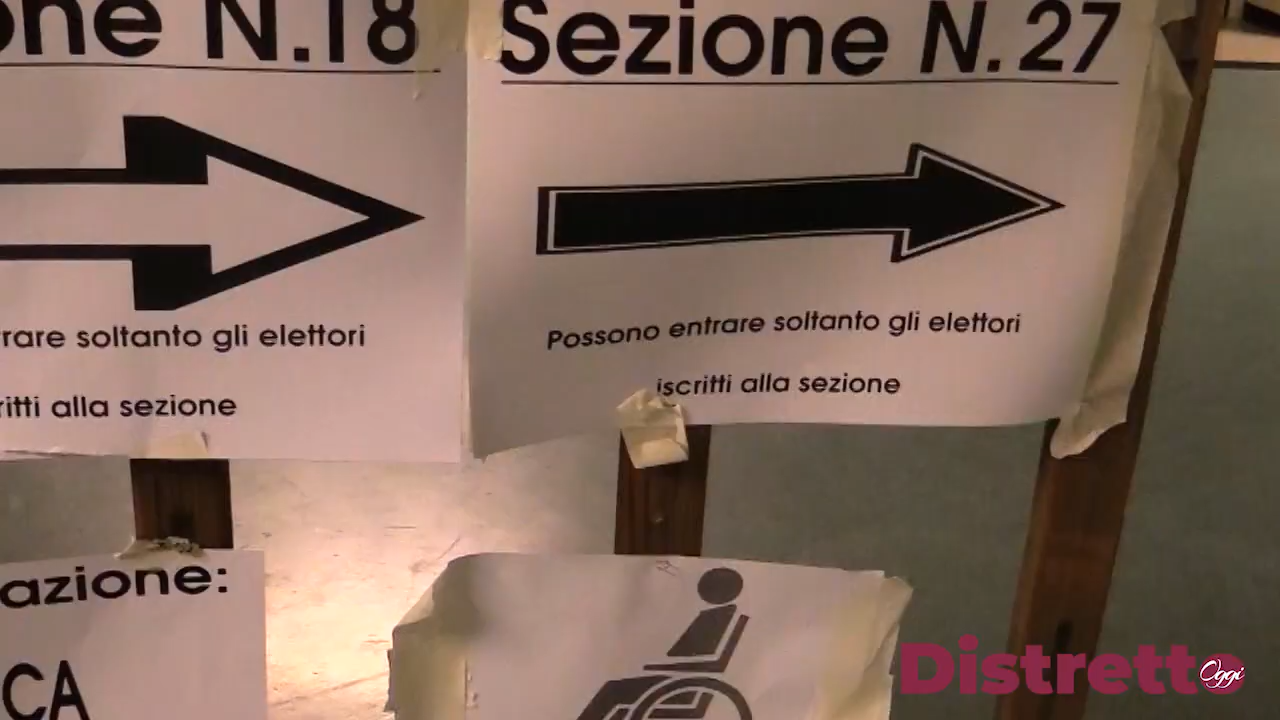 one N.18
Sezione N.27
rare soltanto gli elettori
ritti alla sezione
Possono entrare soltanto gli elettori
iscritti alla sezione
azione:
CA
Distretto
Oggi